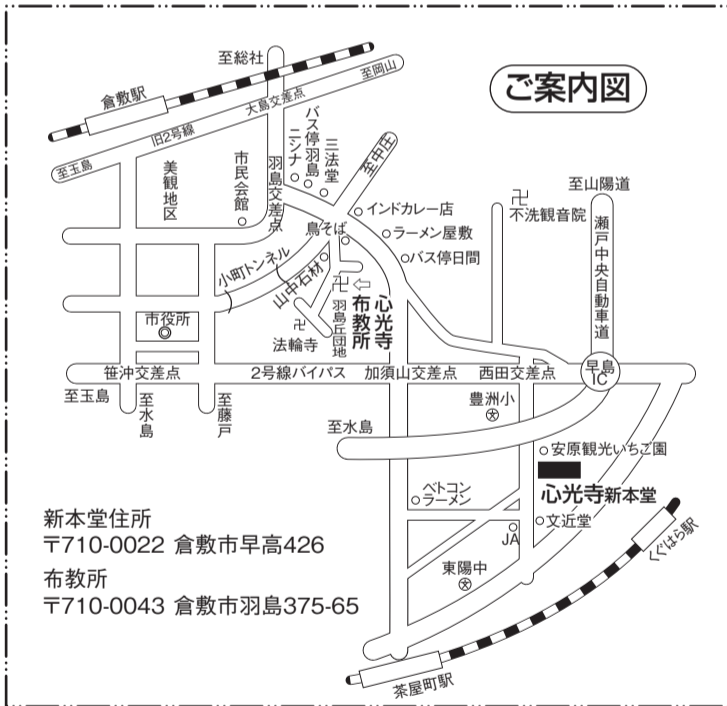 ご案内図
至総社
至岡山
倉敷駅
大島交差点
旧2号線
至玉島
美観地区
市民会館
羽島交差点
ニシナ
バス停羽島
三法堂
至中庄
インドカレー店
ラーメン屋敷
バス停日間
鳥そば
小町トンネル
山中石材
卍
不洗観音院
至山陽道
瀬戸中央自動車道
卍⇦
心光寺
布教所
羽島丘団地
卍
法輪寺
市役所
笹沖交差点
2号線バイパス
加須山交差点
西田交差点
早島
IC
至玉島
至水島
至藤戸
豊洲小
至水島
安原観光いちご園
心光寺新本堂
ベトコン
ラーメン
文近堂
JA
くぐはら駅
東陽中
茶屋町駅
新本堂住所
〒710-0022 倉敷市早高426
布教所
〒710-0043 倉敷市羽島375-65